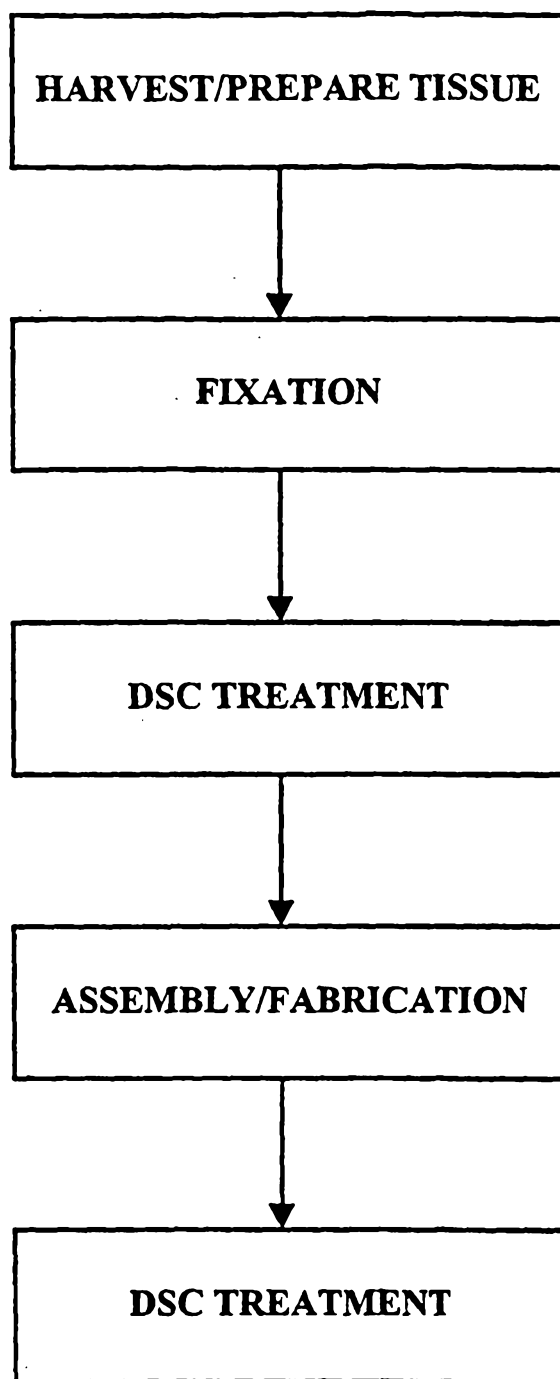 HARVEST/PREPARE TISSUE
FIXATION
DSC TREATMENT
ASSEMBLY/FABRICATION
DSC TREATMENT